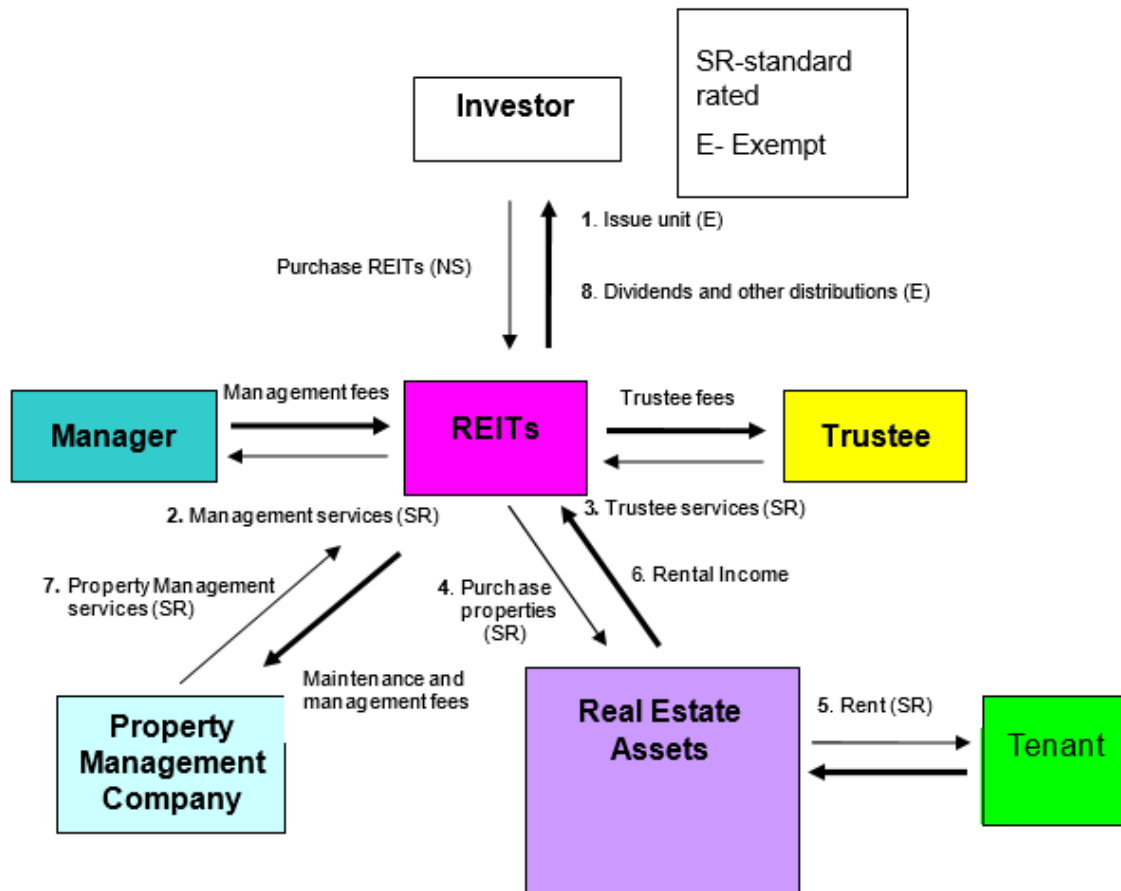 SR-standard
rated
E- Exempt
Investor
1. Issue unit (E)
Purchase REITs (NS)
8. Dividends and other distributions (E)
Management fees
Trustee fees
Manager
REITs
Trustee
2. Management services (SR)
3. Trustee services (SR)
7. Property Management
services (SR)
4. Purchase
properties
(SR)
6. Rental Income
Maintenance and
management fees
Property
Management
Company
Real Estate
Assets
5. Rent (SR)
Tenant